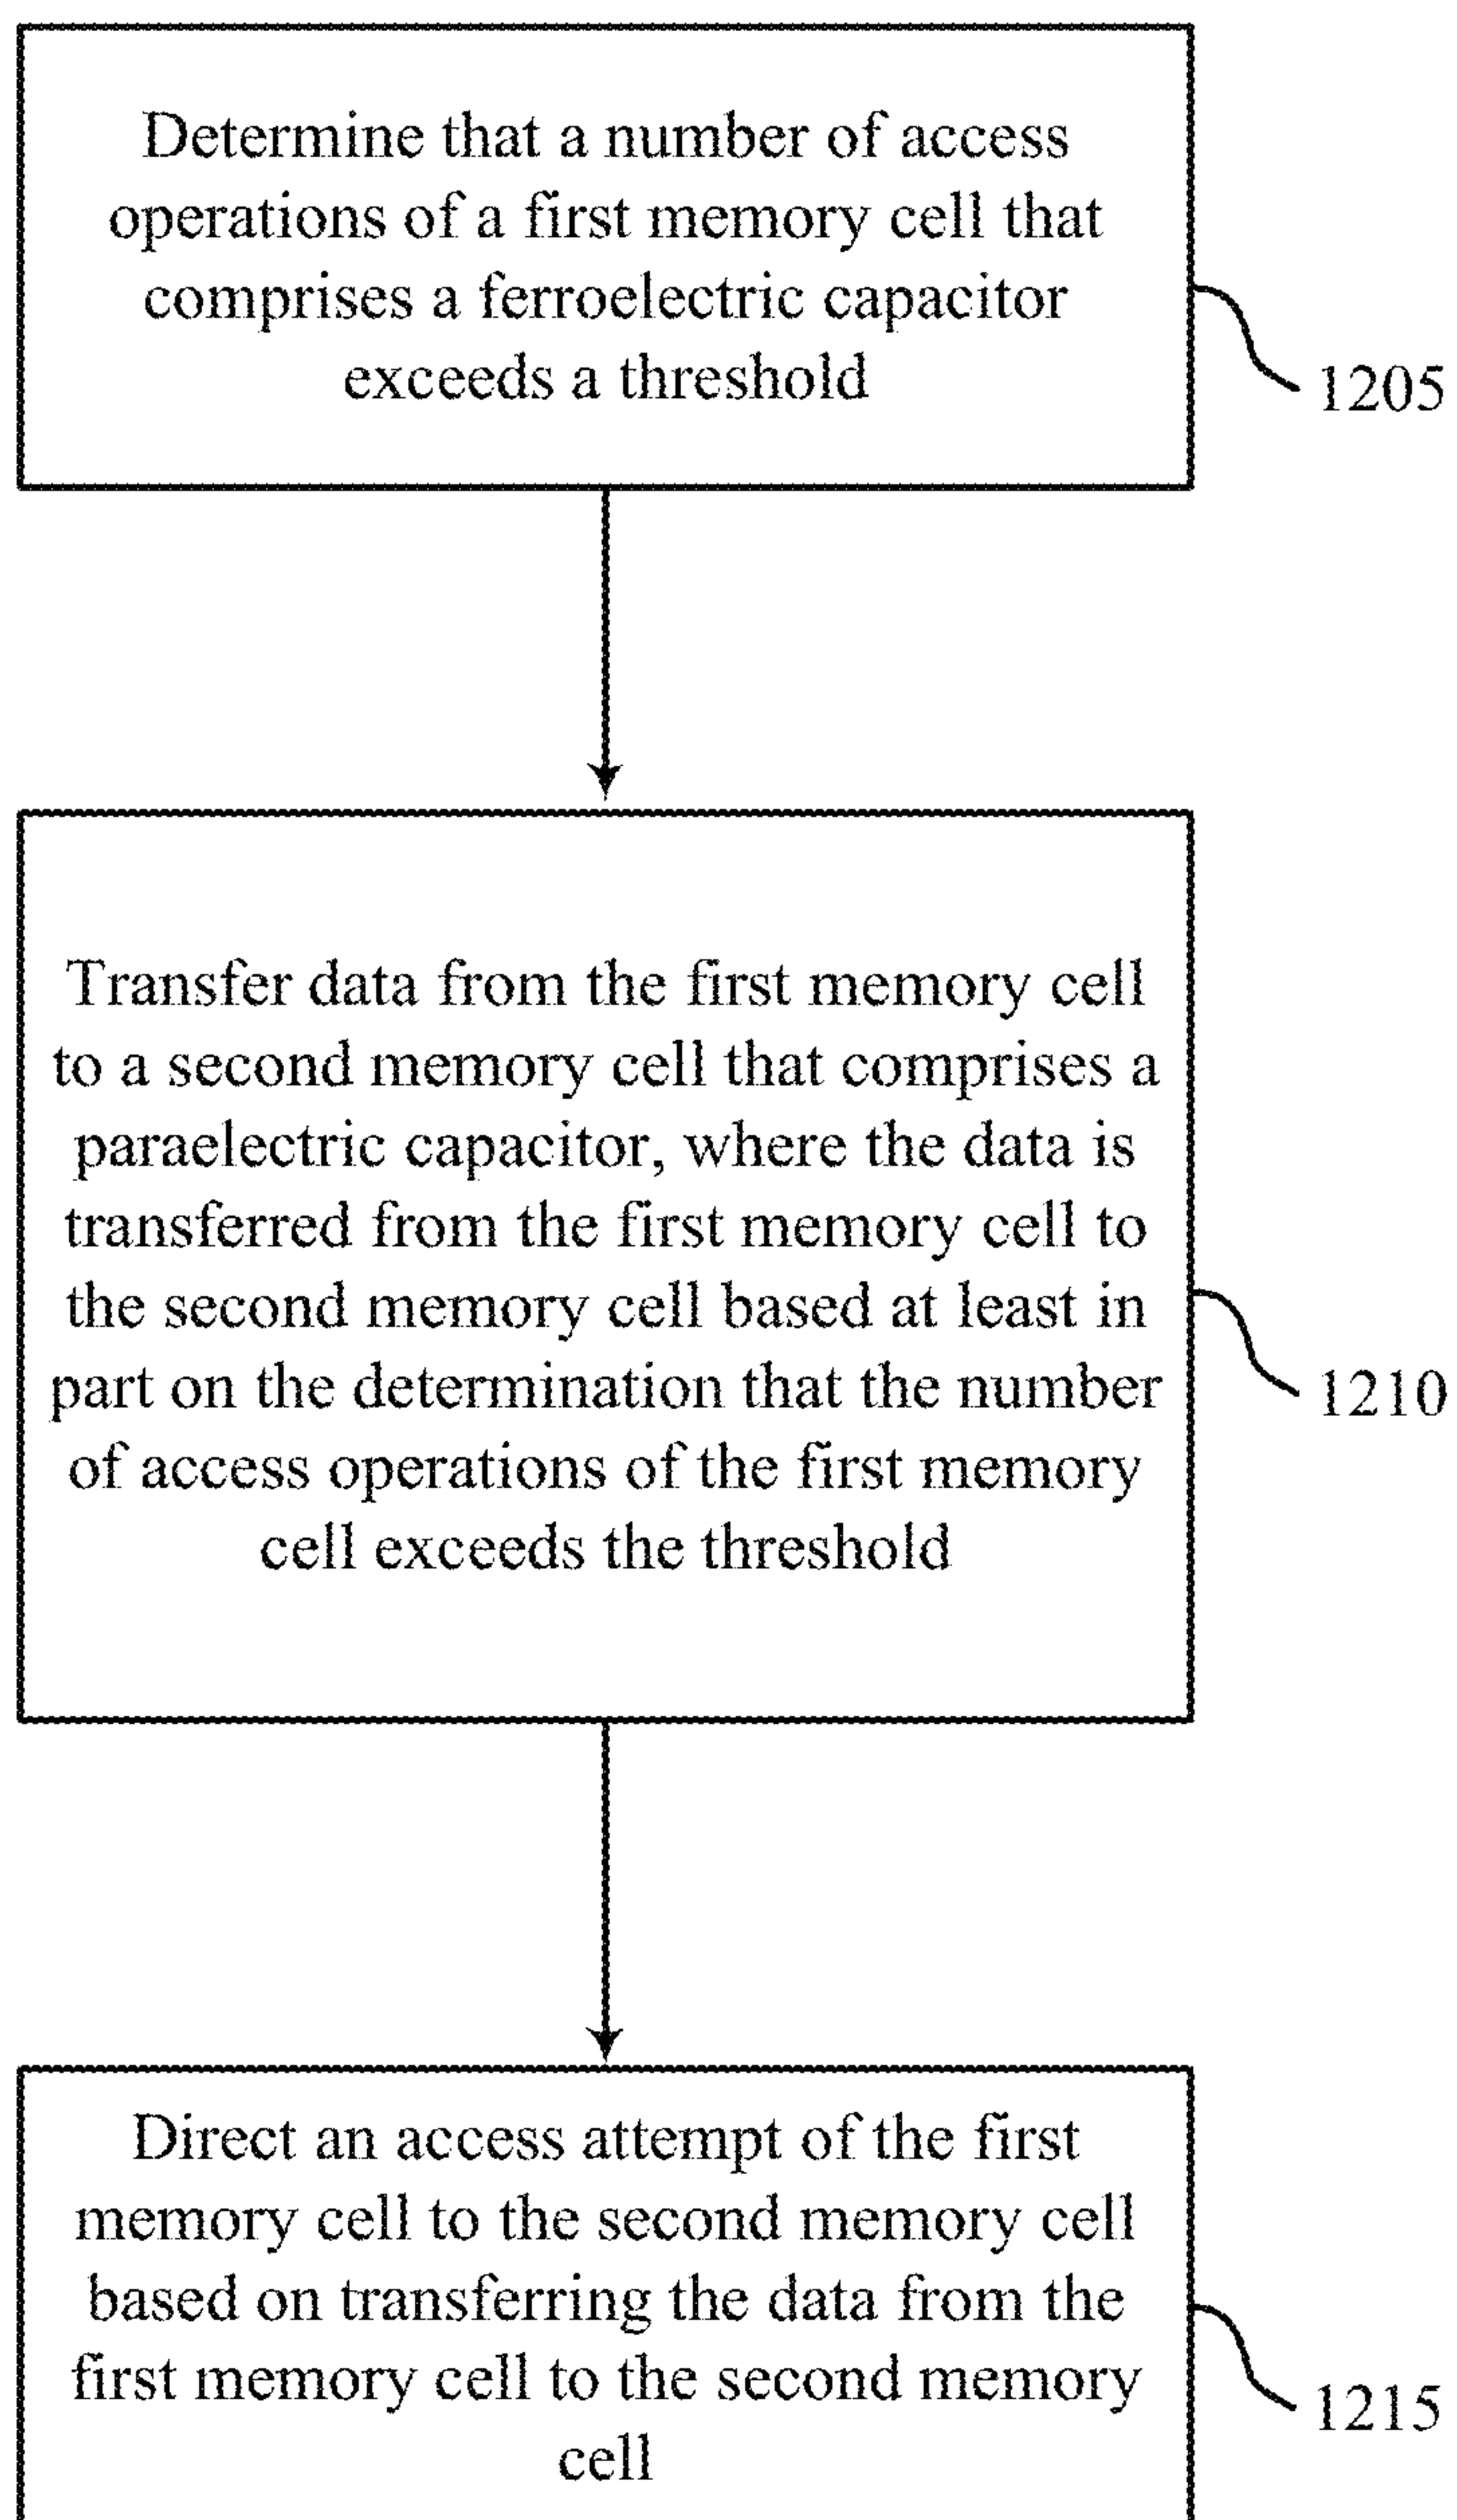 Determine that a number of access
operations of a first memory cell that
comprises a ferroelectric capacitor
exceeds a threshold
1205
Transfer data from the first memory cell
to a second memory cell that comprises a
paraelectric capacitor, where the data is
transferred from the first memory cell to
the second memory cell based at least in
part on the determination that the number
of access operations of the first memory
cell exceeds the threshold
1210
Direct an access attempt of the first
memory cell to the second memory cell
based on transferring the data from the
first memory cell to the second memory
cell
1215